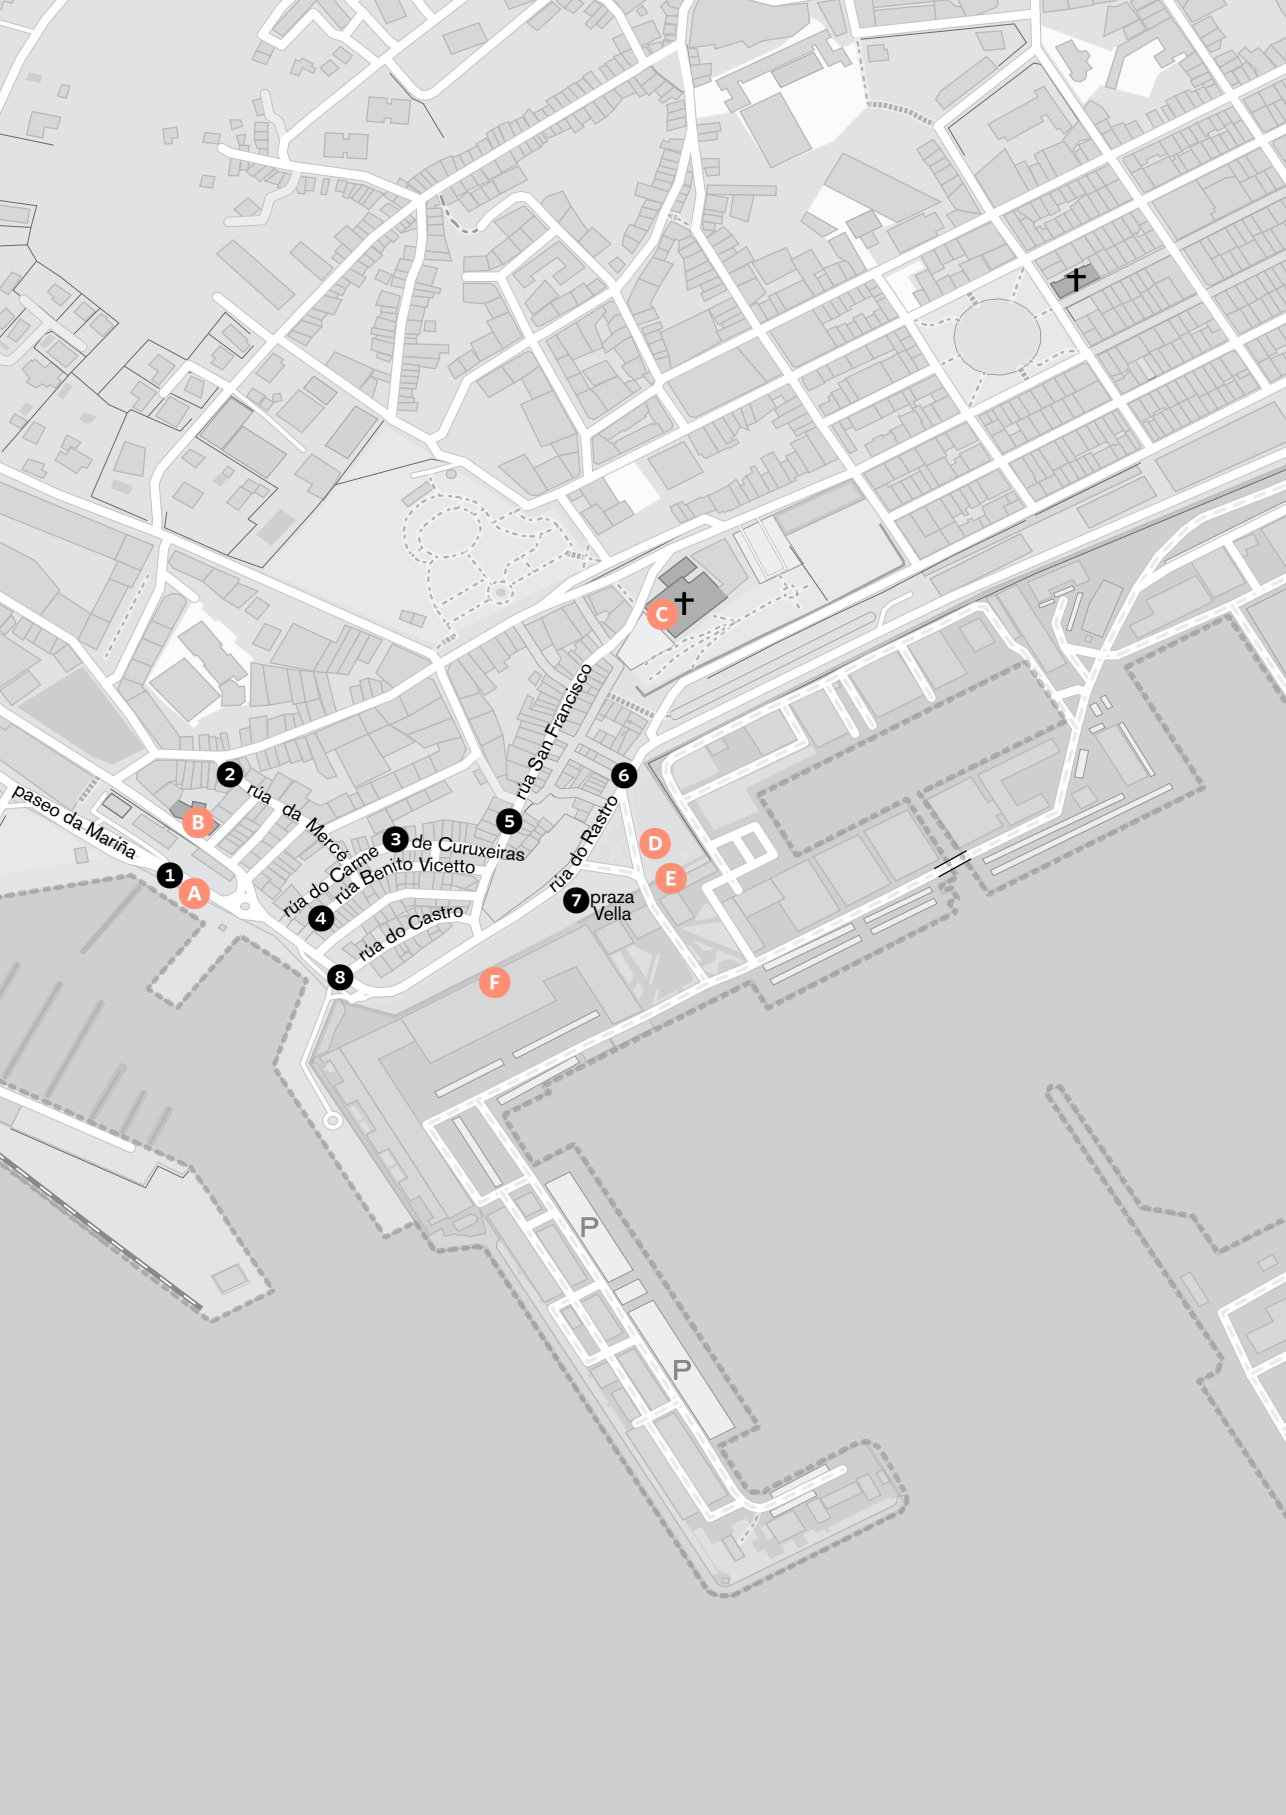 C
rúa San Francisco
2
6
rúa da Mercé
paseo da Mariña
B
5
rúa do Rastro
3
D
rúa do Carme de Curuxeiras
1
A
rúa Benito Vicetto
E
7
praza
Vella
4
rúa do Castro
8
F
P
P